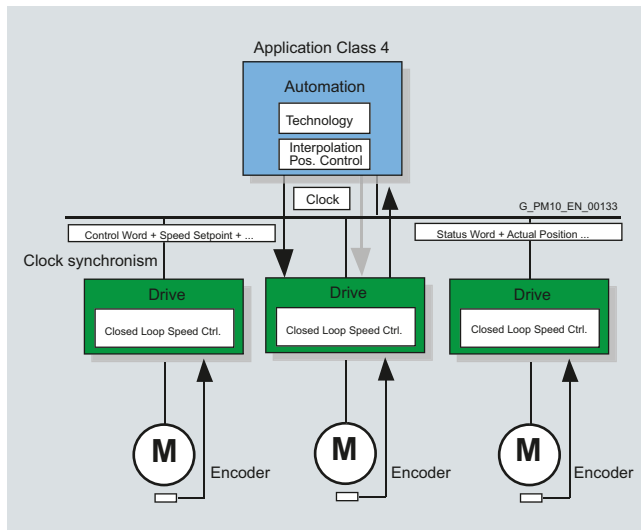 Application Class 4
Automation
Technology
Interpolation
Pos. Control
Clock
G_PM10_EN_00133
Control Word + Speed Setpoint + ...
Status Word + Actual Position ...
Clock synchronism
Drive
Drive
Drive
Closed Loop Speed Ctrl.
Closed Loop Speed Ctrl.
Closed Loop Speed Ctrl.
M
M
M
Encoder
Encoder
Encoder